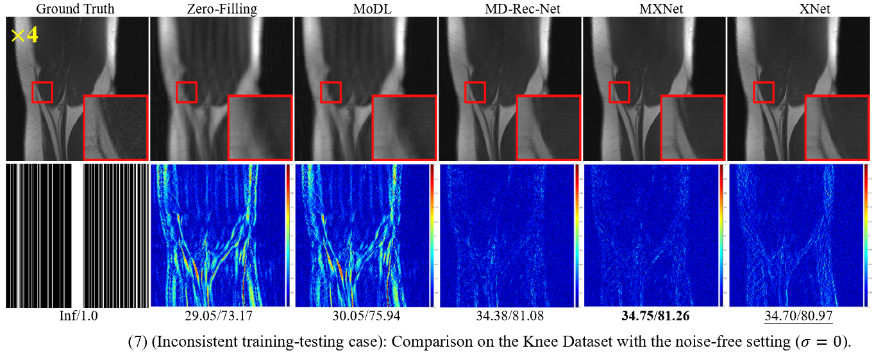 Ground Truth Zero-Filling MoDL MD-Rec-Net MXNet XNet
×4
Inf/1.0 29.05/73.17 30.05/75.94 34.38/81.08 34.75/81.26 34.70/80.97
(7) (Inconsistent training-testing case): Comparison on the Knee Dataset with the noise-free setting (σ = 0).